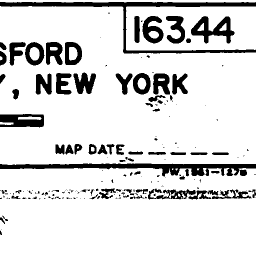 163.44
SFORD
Y, NEW YORK
MAP DATE